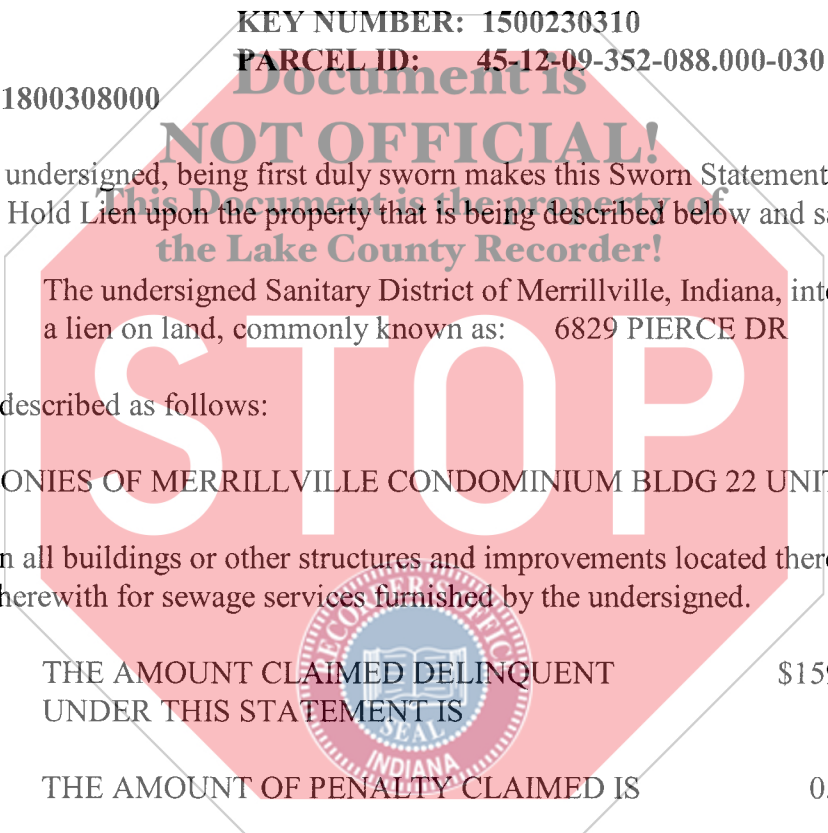 KEY NUMBER: 1500230310
PARCEL ID: 45-12-09-352-088.000-030
Document is
1800308000
NOT OFFICIAL!
undersigned, being first duly sworn makes this Sworn Statement
This Document is the property of
Hold Lien upon the property that is being described below and
the Lake County Recorder!
The undersigned Sanitary District of Merrillville, Indiana,
a lien on land, commonly known as: 6829 PIERCE DR
STOP
described as follows:
ONIES OF MERRILLVILLE CONDOMINIUM BLDG 22 UNIT
all buildings or other structures and improvements located
herewith for sewage services furnished by the undersigned.
RECORDER'S OFFICE
THE AMOUNT CLAIMED DELINQUENT $159
UNDER THIS STATEMENT IS
SEAL
INDIANA
THE AMOUNT OF PENALTY CLAIMED IS